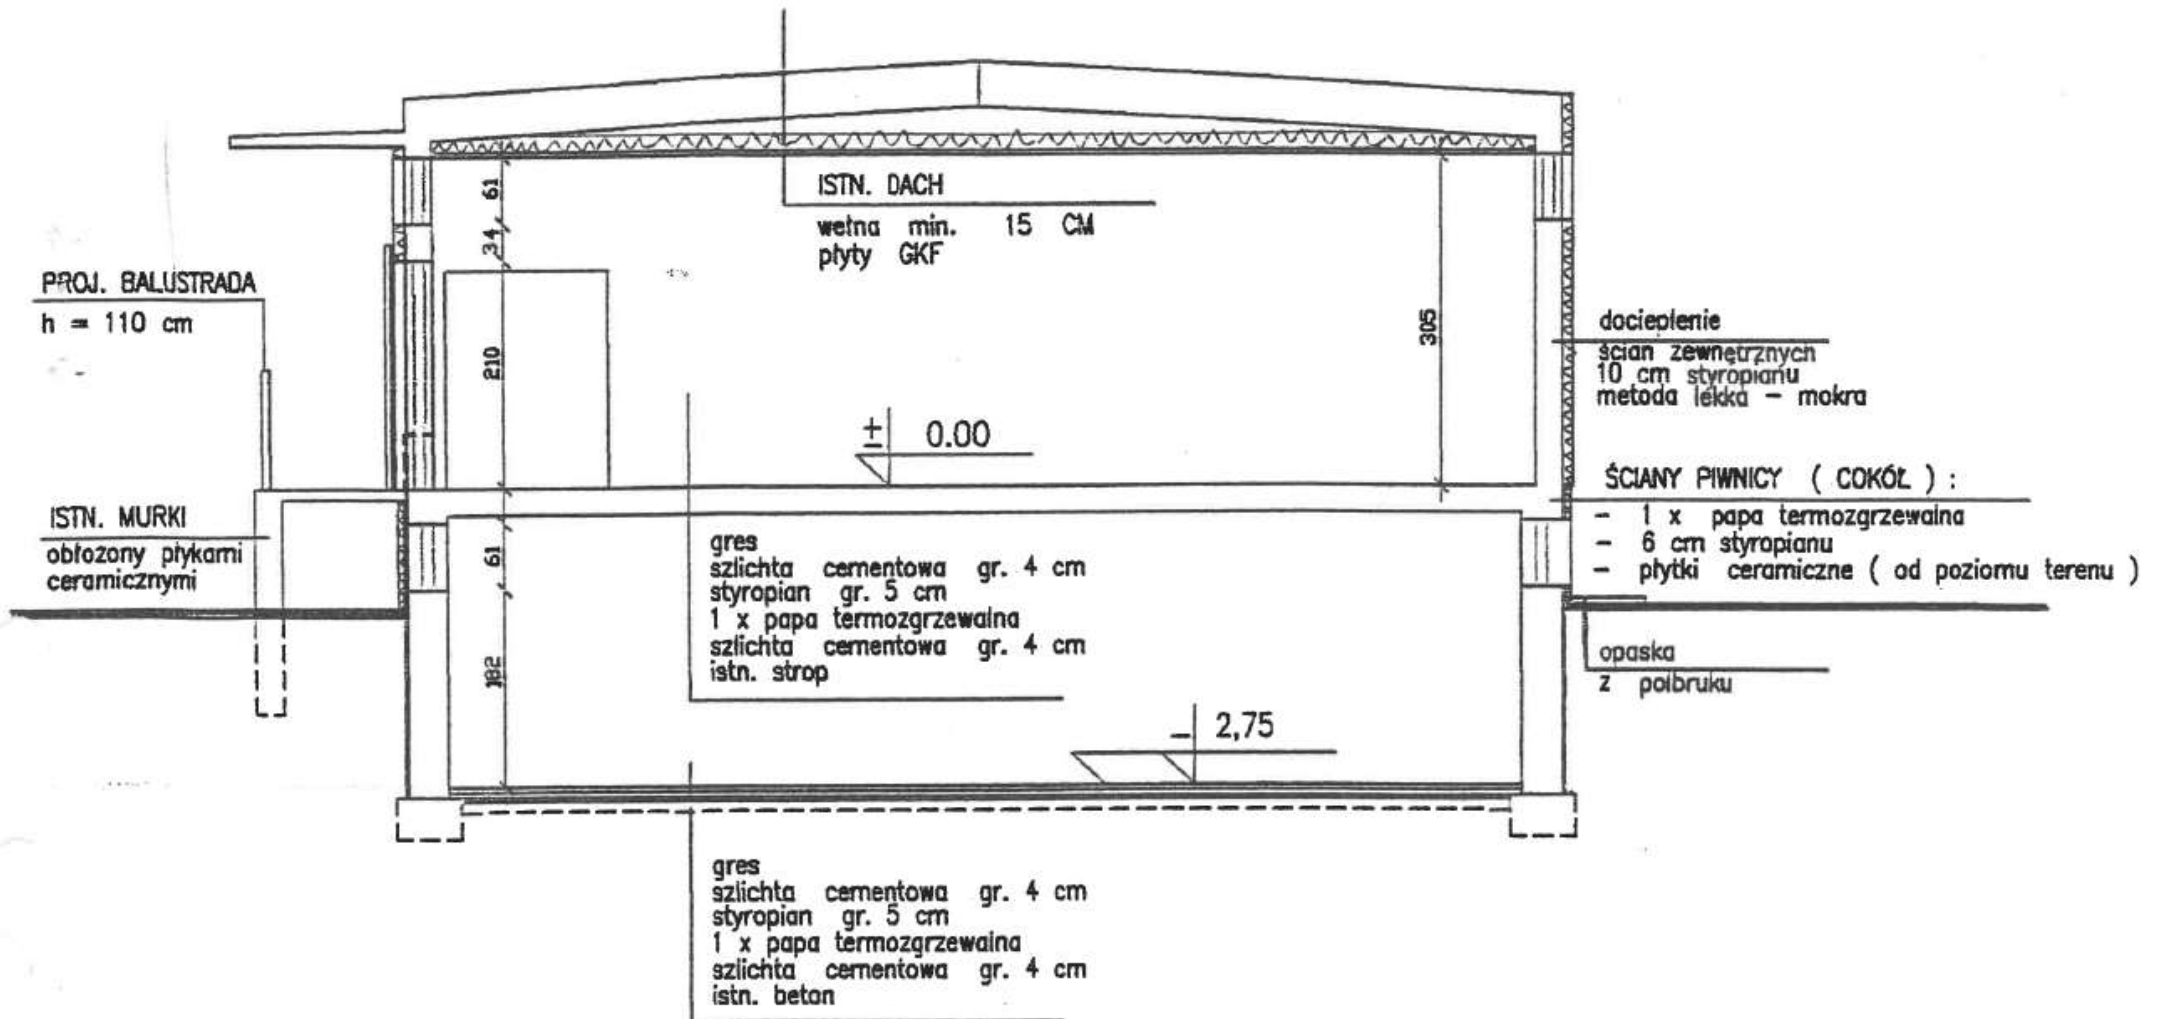 ISTN. DACH
wełna min. 15 CM
płyty GKF
61
34
210
305
PROJ. BALUSTRADA
h = 110 cm
± 0.00
docieplenie
ścian zewnętrznych
10 cm styropianu
metoda lekka – mokra
ŚCIANY PIWNICY ( COKÓŁ ) :
– 1 x papa termozgrzewalna
– 6 cm styropianu
– płytki ceramiczne ( od poziomu terenu )
ISTN. MURKI
obłożony płykami
ceramicznymi
61
182
gres
szlichta cementowa gr. 4 cm
styropian gr. 5 cm
1 x papa termozgrzewalna
szlichta cementowa gr. 4 cm
istn. strop
opaska
z polbruku
– 2,75
gres
szlichta cementowa gr. 4 cm
styropian gr. 5 cm
1 x papa termozgrzewalna
szlichta cementowa gr. 4 cm
istn. beton